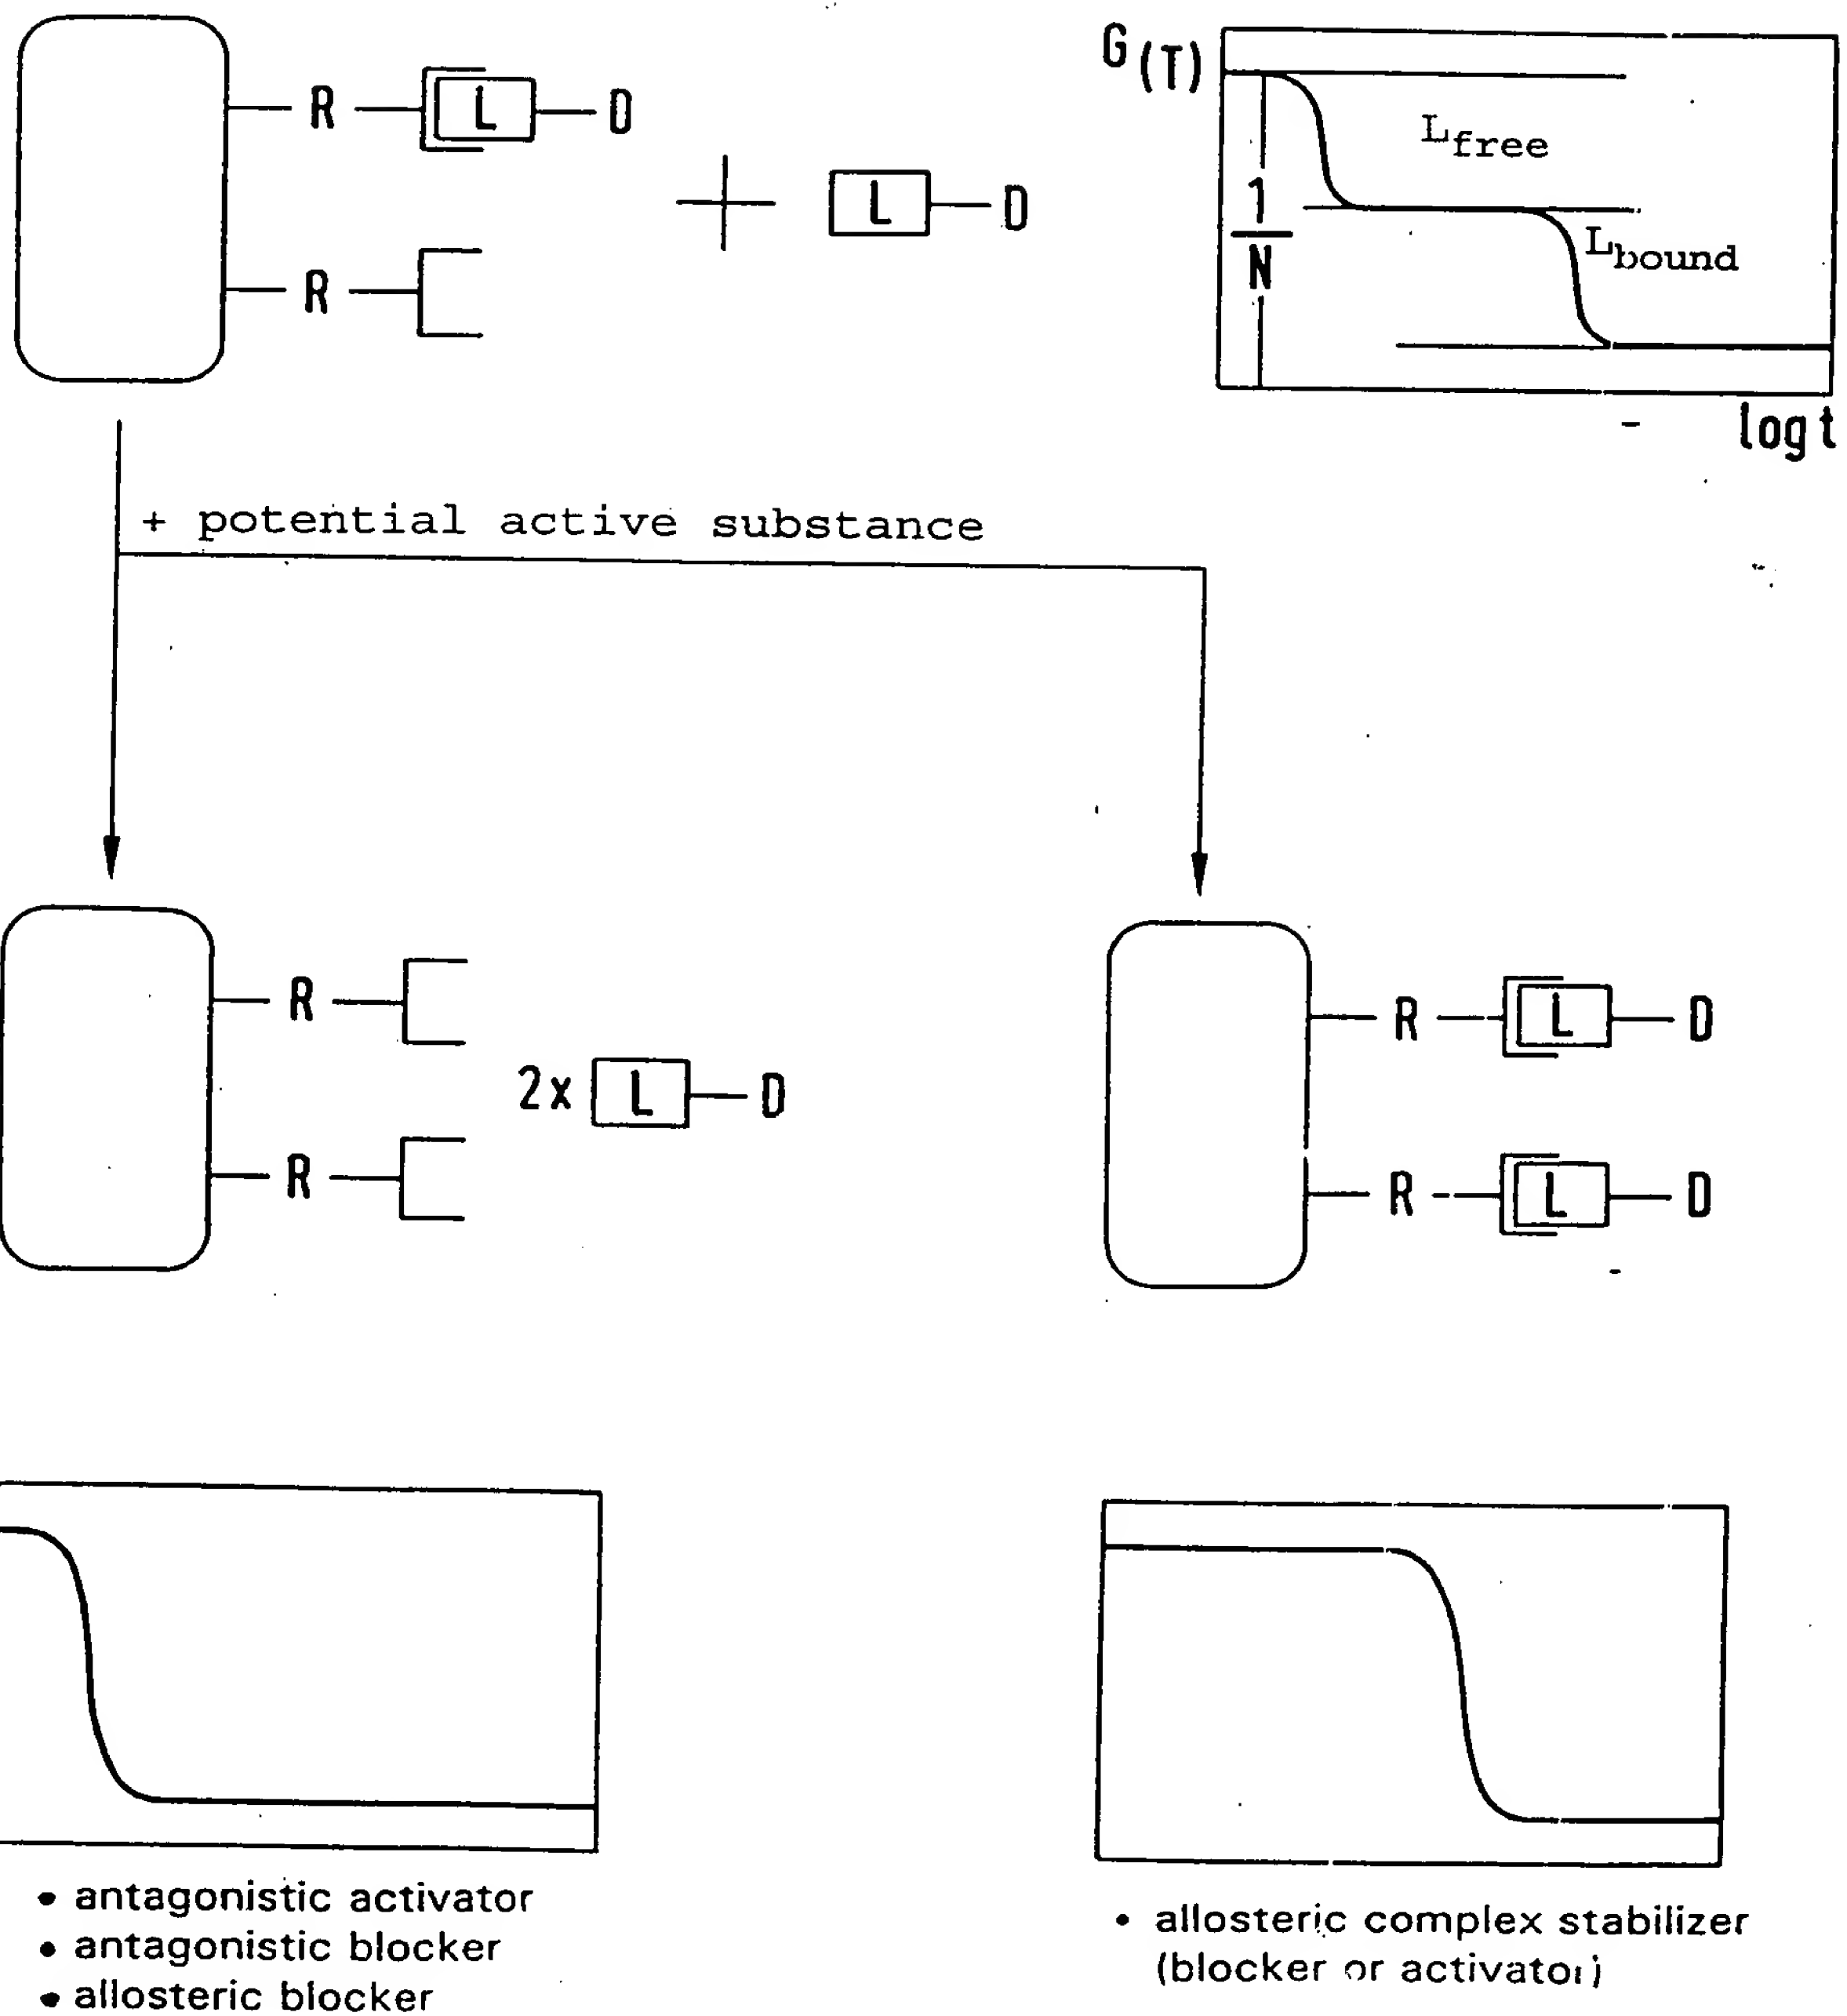 R L D
L D
R
G(T)
Lfree
1
N
Lbound
log t
+ potential active substance
R
2x L D
R
R L D
R L D
• antagonistic activator
• antagonistic blocker
• allosteric blocker
• allosteric complex stabilizer
(blocker or activator)